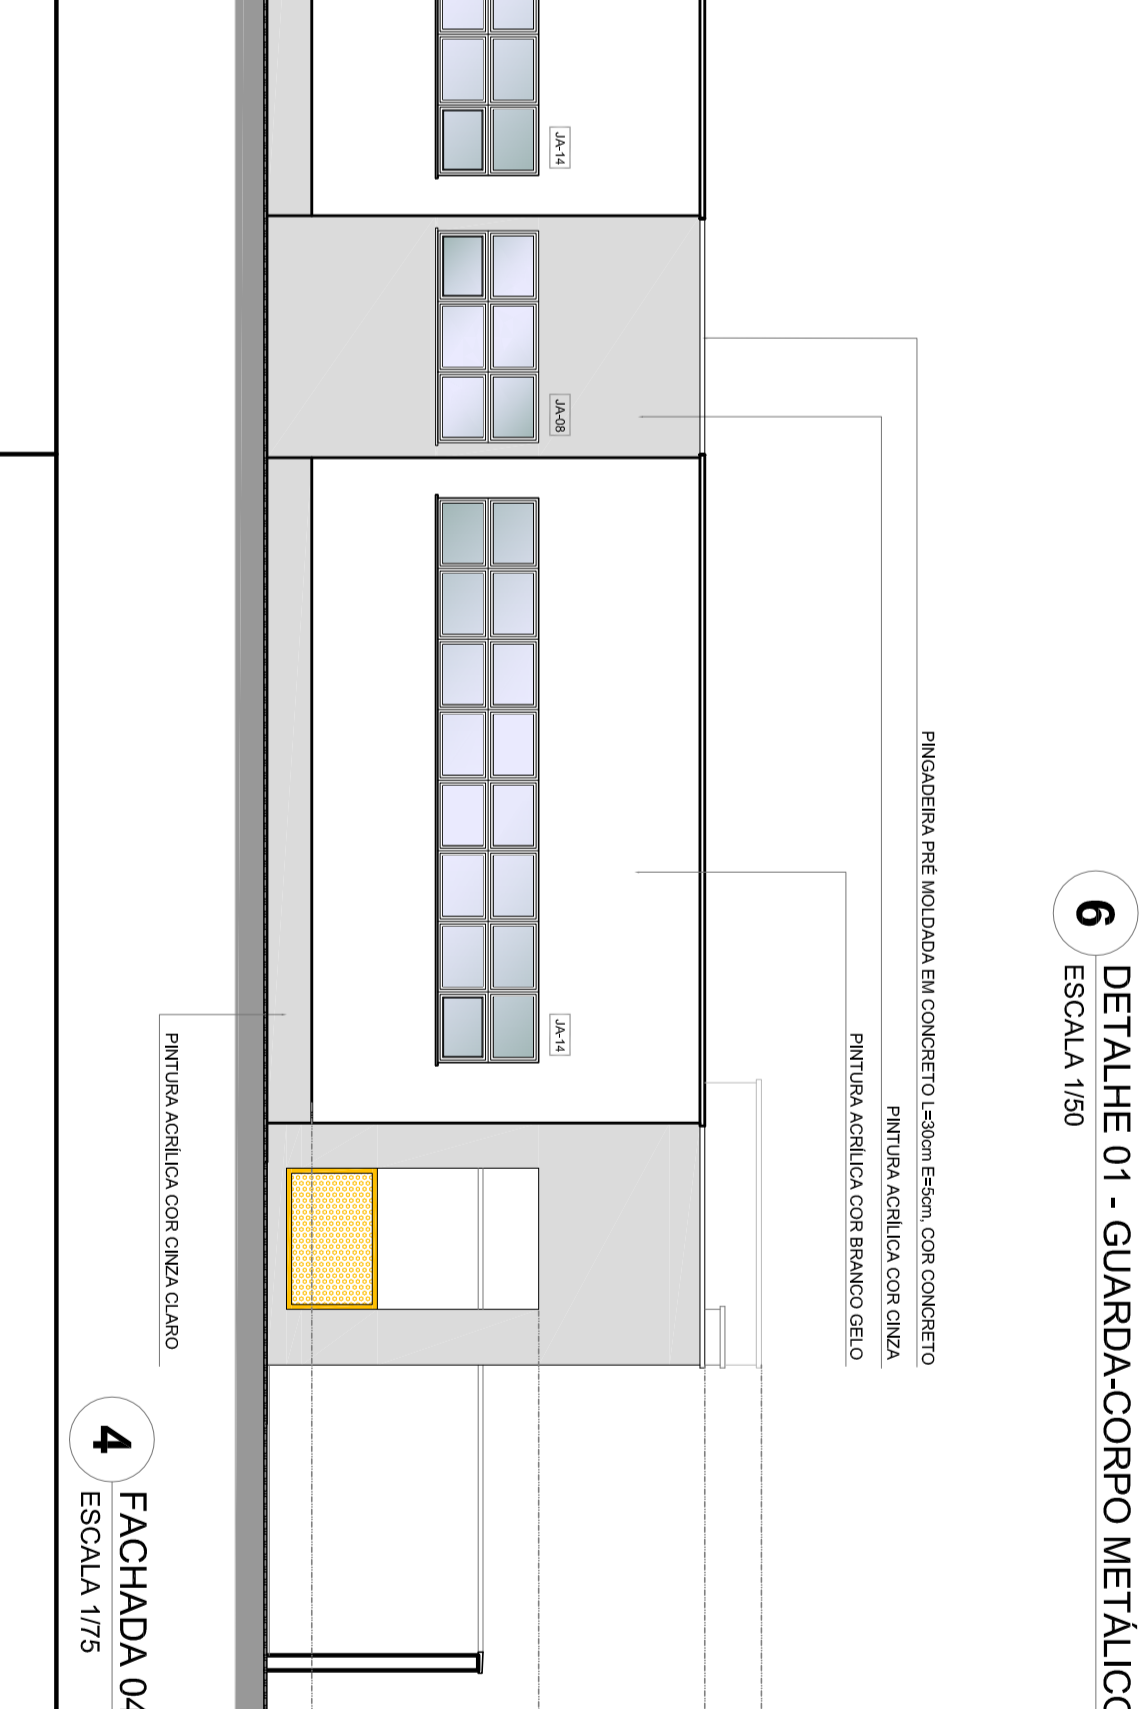 6
DETALHE 01 - GUARDA-CORPO METÁLICO
ESCALA 1/50
PINGADEIRA PRÉ MOLDADA EM CONCRETO L=30cm E=5cm, COR CONCRETO
PINTURA ACRÍLICA COR CINZA
PINTURA ACRÍLICA COR BRANCO GELO
JA-14
JA-08
JA-14
PINTURA ACRÍLICA COR CINZA CLARO
4
FACHADA 04
ESCALA 1/75